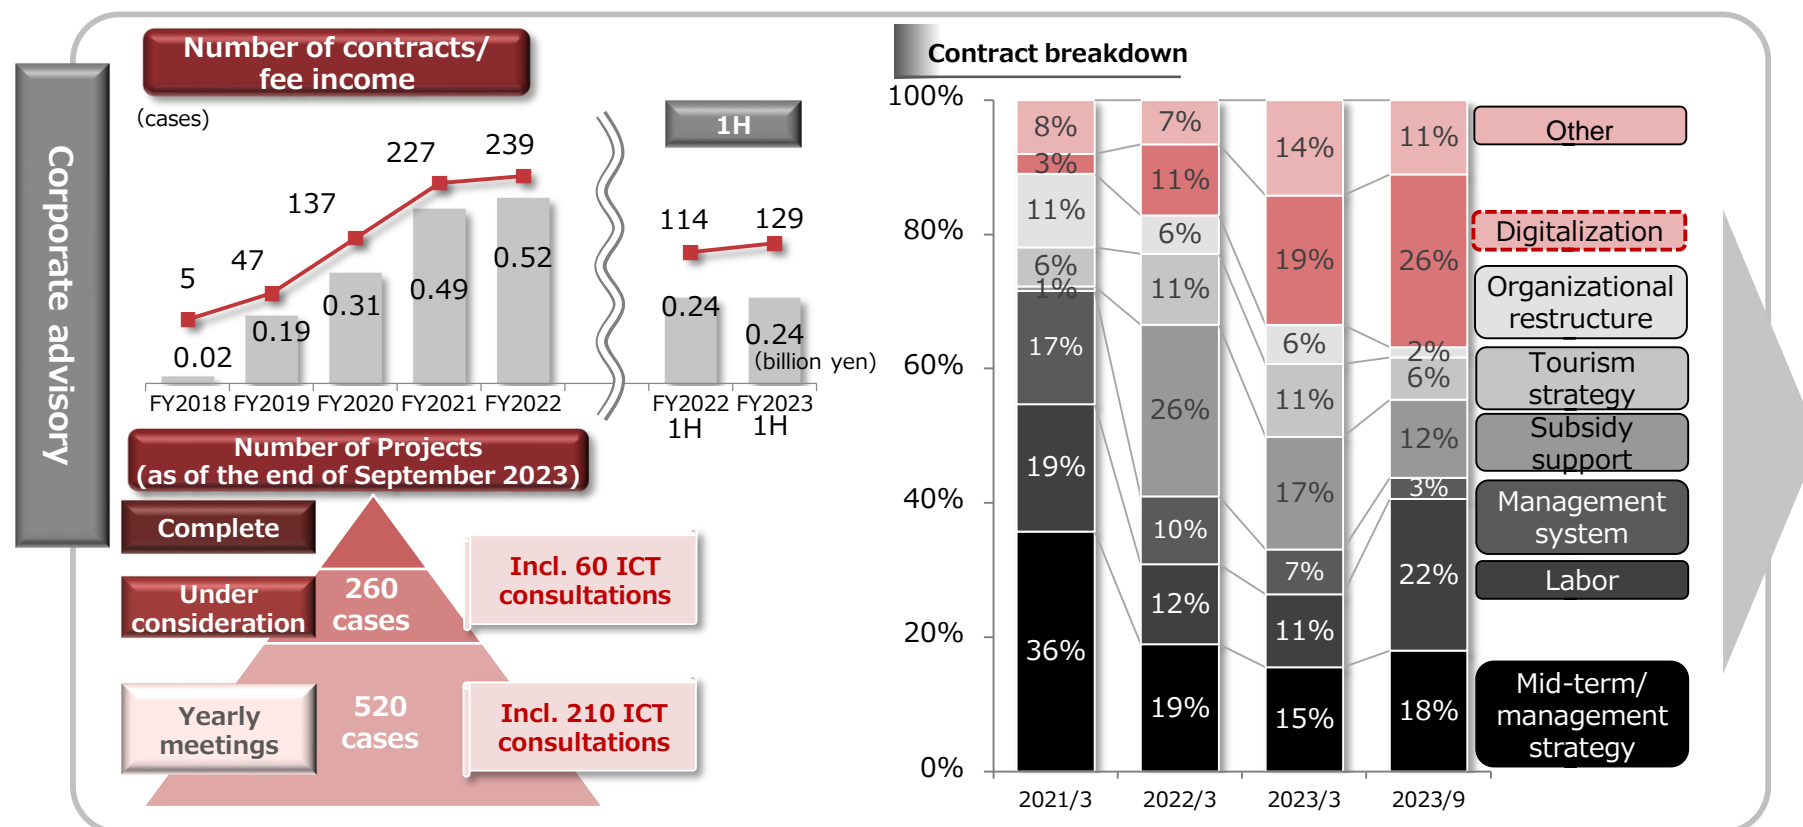 Corporate advisory
Number of contracts/
fee income
(cases)
5
47
137
227
239
0.02
0.19
0.31
0.49
0.52
FY2018
FY2019
FY2020
FY2021
FY2022
1H
114
129
0.24
0.24
(billion yen)
FY2022
1H
FY2023
1H
Number of Projects
(as of the end of September 2023)
Complete
Under
consideration
260
cases
Incl. 60 ICT
consultations
Yearly
meetings
520
cases
Incl. 210 ICT
consultations
Contract breakdown
100%
80%
60%
40%
20%
0%
8%
3%
11%
6%
1%
17%
19%
36%
2021/3
7%
11%
6%
11%
26%
10%
12%
19%
2022/3
14%
19%
6%
11%
17%
7%
11%
15%
2023/3
11%
26%
2%
6%
12%
3%
22%
18%
2023/9
Other
Digitalization
Organizational
restructure
Tourism
strategy
Subsidy
support
Management
system
Labor
Mid-term/
management
strategy